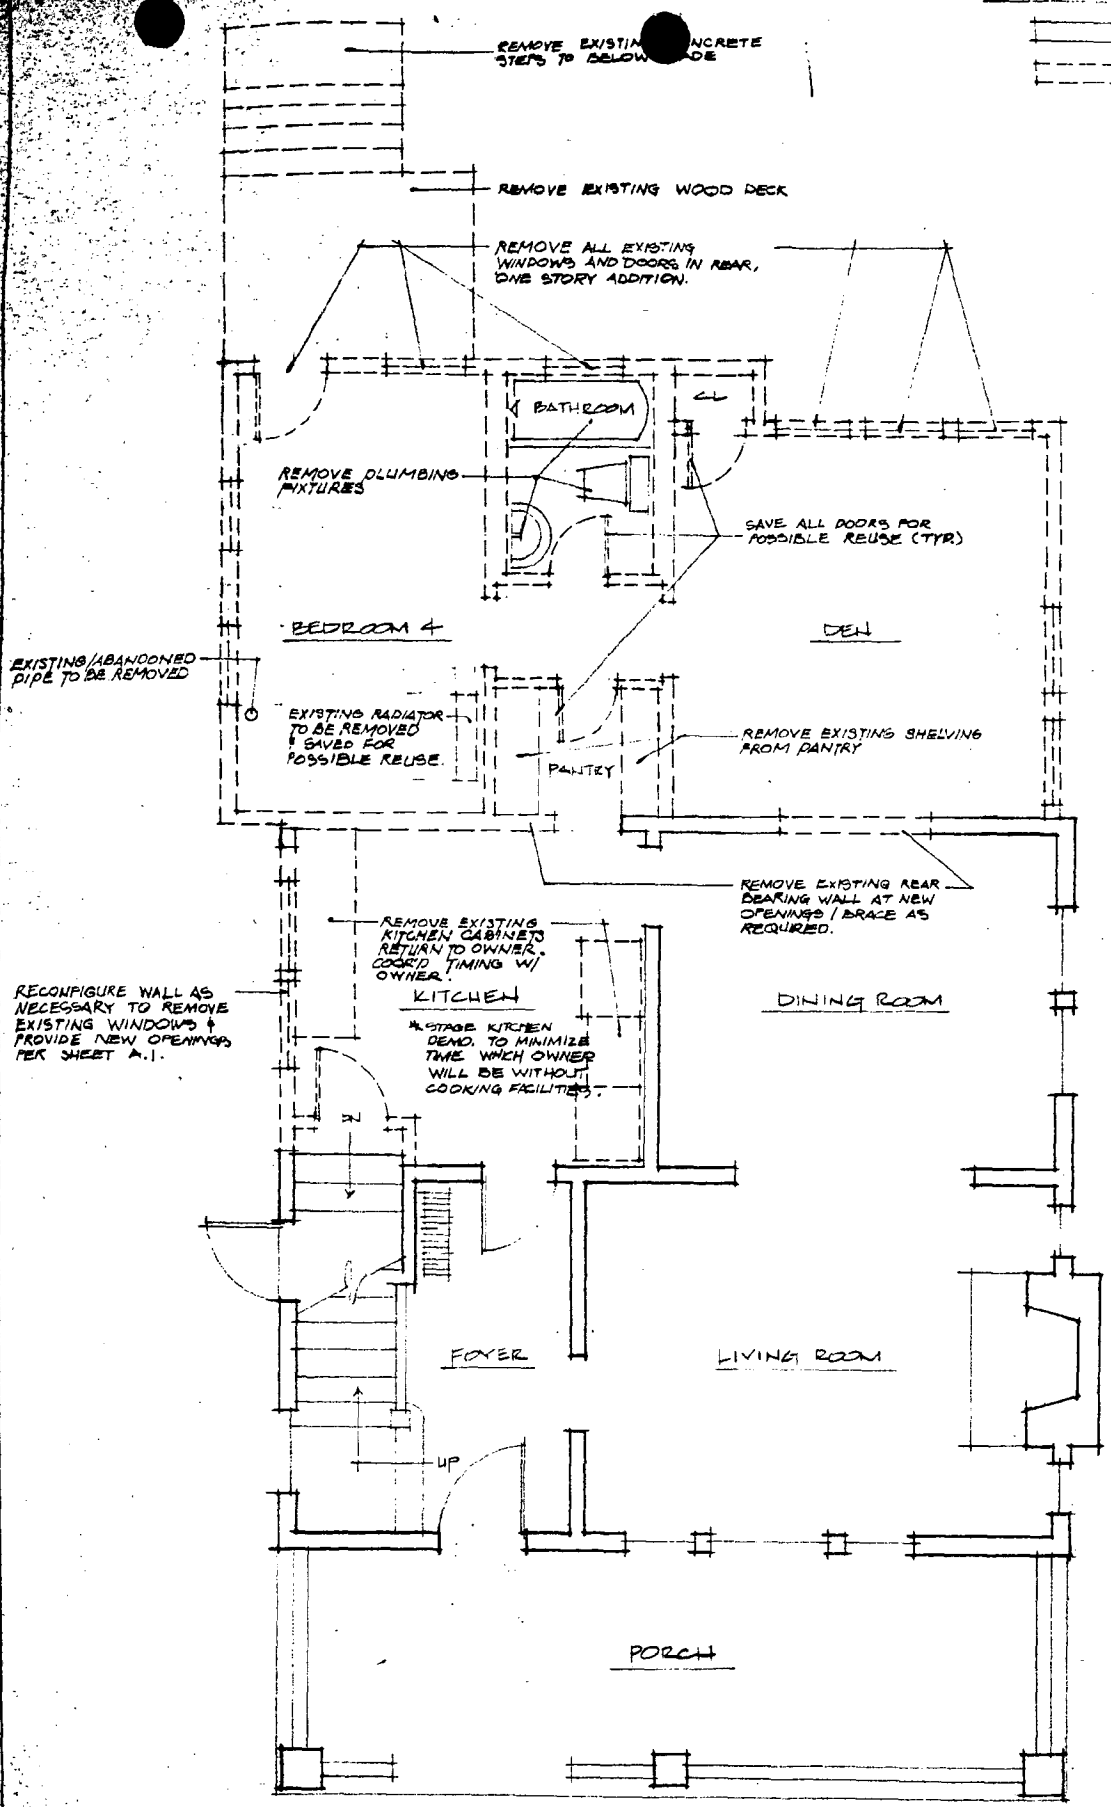 REMOVE EXISTING CONCRETE
STEPS TO BELOW GRADE
REMOVE EXISTING WOOD DECK
REMOVE ALL EXISTING
WINDOWS AND DOORS IN REAR,
ONE STORY ADDITION.
BATHROOM
CL
REMOVE PLUMBING
FIXTURES
SAVE ALL DOORS FOR
POSSIBLE REUSE (TYP.)
BEDROOM 4
DEN
EXISTING/ABANDONED
PIPE TO BE REMOVED
EXISTING RADIATOR
TO BE REMOVED
& SAVED FOR
POSSIBLE REUSE.
REMOVE EXISTING SHELVING
FROM PANTRY
PANTRY
REMOVE EXISTING REAR
BEARING WALL AT NEW
OPENINGS / BRACE AS
REQUIRED.
REMOVE EXISTING
KITCHEN CABINETS
RETURN TO OWNER.
COOR'D TIMING W/
OWNER.
RECONFIGURE WALL AS
NECESSARY TO REMOVE
EXISTING WINDOWS &
PROVIDE NEW OPENINGS
PER SHEET A.1.
KITCHEN
* STAGE KITCHEN
DEMO. TO MINIMIZE
TIME WHICH OWNER
WILL BE WITHOUT
COOKING FACILITIES.
DINING ROOM
DN
FOYER
LIVING ROOM
UP
PORCH